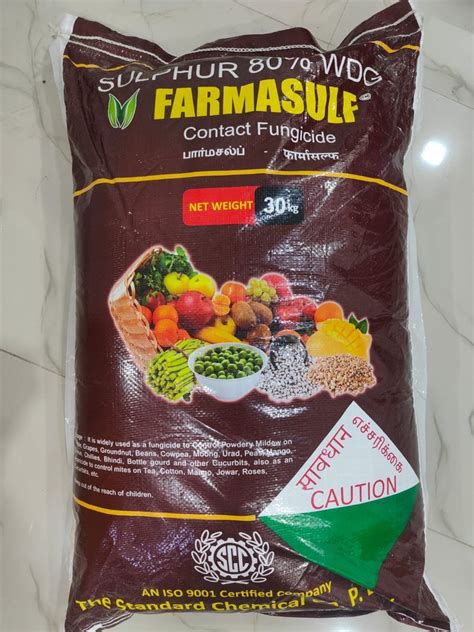 SULPHUR 80% WDG
FARMASULF
Contact Fungicide
பார்மசல்ப் - फार्मासल्फ
NET WEIGHT 30kg
It is widely used as a fungicide to Control Powdery Mildew on
Grapes, Groundnut, Beans, Cowpea, Moong, Urad, Peas, Mango,
Chillies, Bhindi, Bottle gourd and other Cucurbits, also as an
to control mites on Tea, Cotton, Mango, Jowar, Roses,
etc.
out of the reach of children.
सावधान
எச்சரிக்கை
CAUTION
SCC
AN ISO 9001 Certified company
The Standard Chemical P.